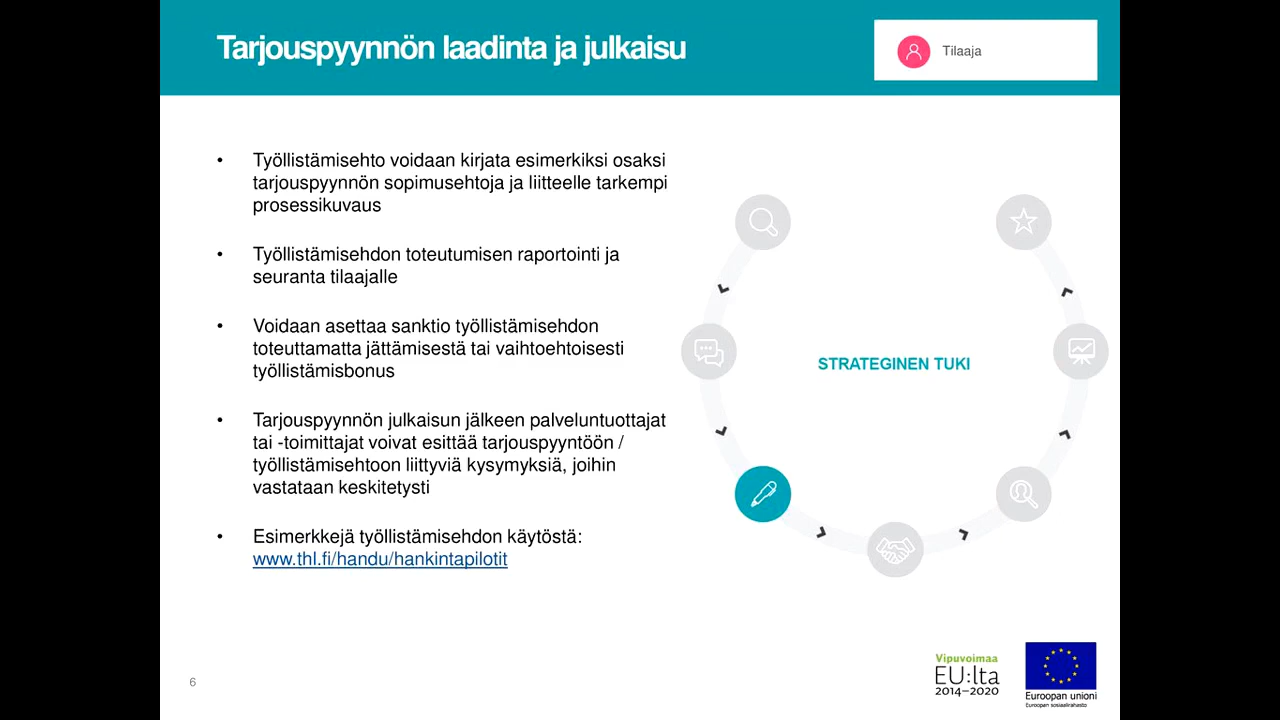 Tarjouspyynnön laadinta ja julkaisu
Tilaaja
• Työllistämisehto voidaan kirjata esimerkiksi osaksi
tarjouspyynnön sopimusehtoja ja liitteelle tarkempi
prosessikuvaus
• Työllistämisehdon toteutumisen raportointi ja
seuranta tilaajalle
• Voidaan asettaa sanktio työllistämisehdon
toteuttamatta jättämisestä tai vaihtoehtoisesti
työllistämisbonus
• Tarjouspyynnön julkaisun jälkeen palveluntuottajat
tai -toimittajat voivat esittää tarjouspyyntöön /
työllistämisehtoon liittyviä kysymyksiä, joihin
vastataan keskitetysti
• Esimerkkejä työllistämisehdon käytöstä:
www.thl.fi/handu/hankintapilotit
STRATEGINEN TUKI
6
Vipuvoimaa
EU:lta
2014–2020
Euroopan unioni
Euroopan sosiaalirahasto